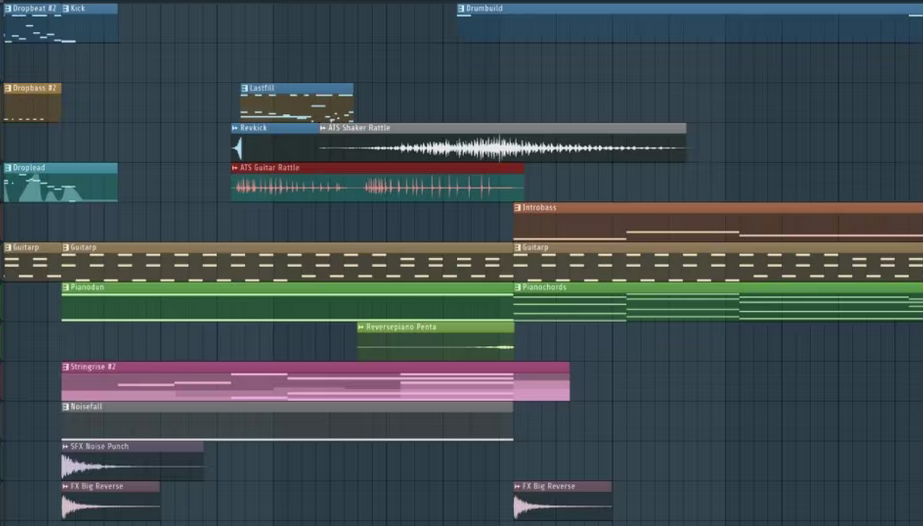 Dropbeat #2 Kick Drumbuild
Dropbass #2 Lastfill
Revkick ATS Shaker Rattle
Droplead ATS Guitar Rattle
Introbass
Guitarp Guitarp Guitarp
Pianodun Pianochords
Reversepiano Penta
Stringrise #2
Noisefall
SFX Noise Punch
FX Big Reverse FX Big Reverse